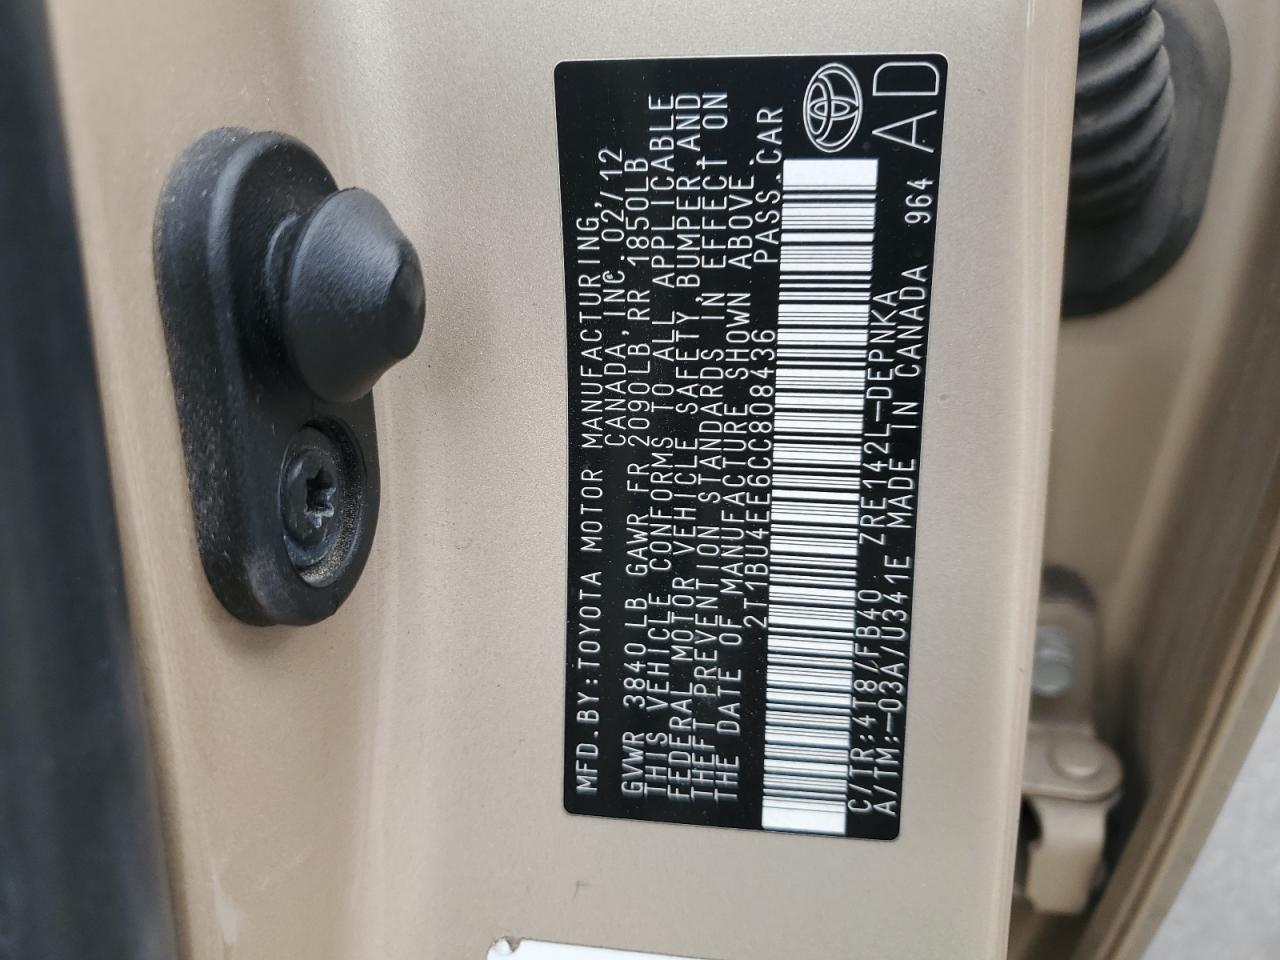 MFD.BY:TOYOTA MOTOR MANUFACTURING,
CANADA,INC. 02/12
GVWR 3840LB GAWR FR 2090LB RR 1850LB
THIS VEHICLE CONFORMS TO ALL APPLICABLE
FEDERAL MOTOR VEHICLE SAFETY, BUMPER,AND
THEFT PREVENTION STANDARDS IN EFFECT ON
THE DATE OF MANUFACTURE SHOWN ABOVE.
2T1BU4EE6CC808436 PASS.CAR
C/TR:4T8/FB40 ZRE142L-DEPNKA 964 AD
A/TM:-03A/U341E MADE IN CANADA